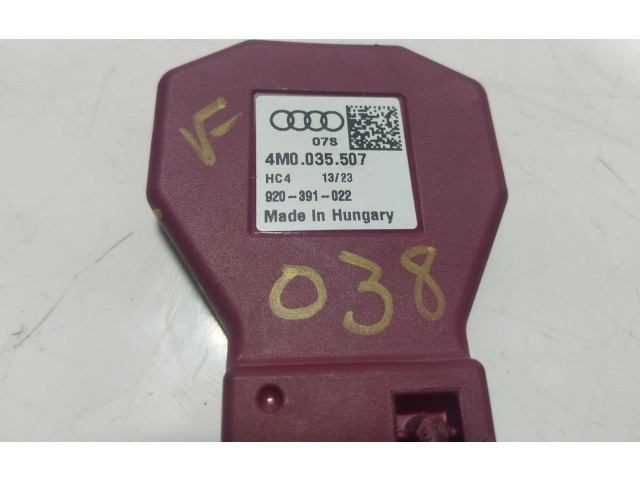 07S
4M0.035.507
HC4 13/23
920-391-022
Made In Hungary
038